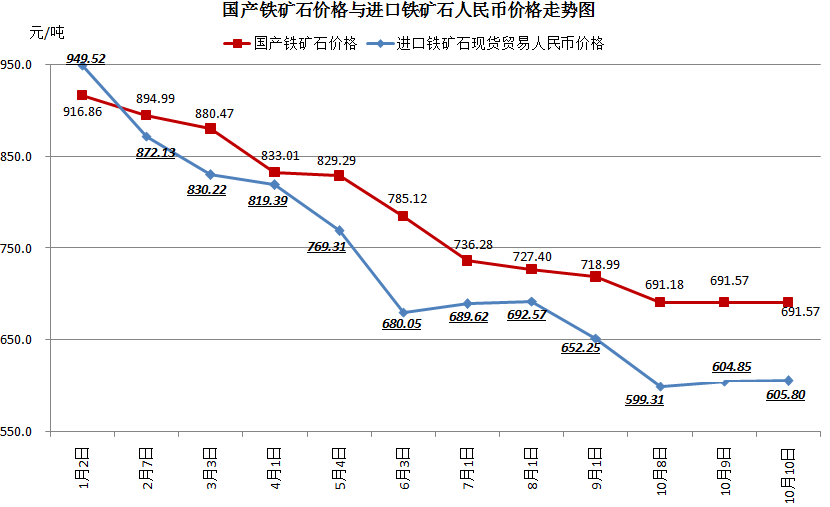 国产铁矿石价格与进口铁矿石人民币价格走势图
元/吨
国产铁矿石价格 进口铁矿石现货贸易人民币价格
950.0
850.0
750.0
650.0
550.0
916.86 894.99 880.47 833.01 829.29 785.12 736.28 727.40 718.99 691.18 691.57 691.57
949.52 872.13 830.22 819.39 769.31 680.05 689.62 692.57 652.25 599.31 604.85 605.80
1月2日 2月7日 3月3日 4月1日 5月4日 6月3日 7月1日 8月1日 9月1日 10月8日 10月9日 10月10日